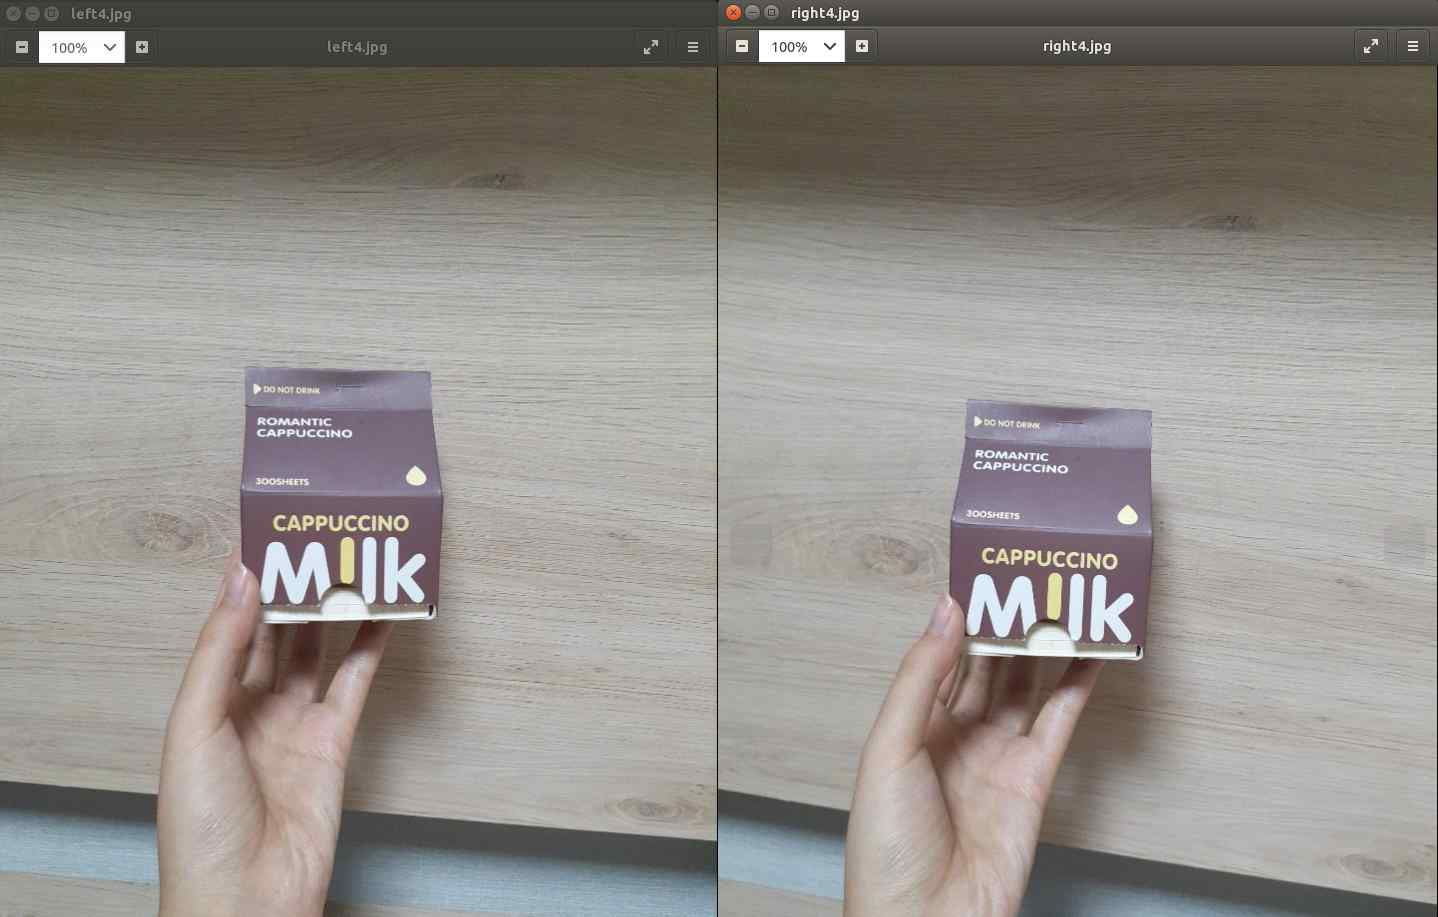 left4.jpg
100%
left4.jpg
DO NOT DRINK
ROMANTIC
CAPPUCCINO
300SHEETS
CAPPUCCINO
Milk
right4.jpg
100%
right4.jpg
DO NOT DRINK
ROMANTIC
CAPPUCCINO
300SHEETS
CAPPUCCINO
Milk